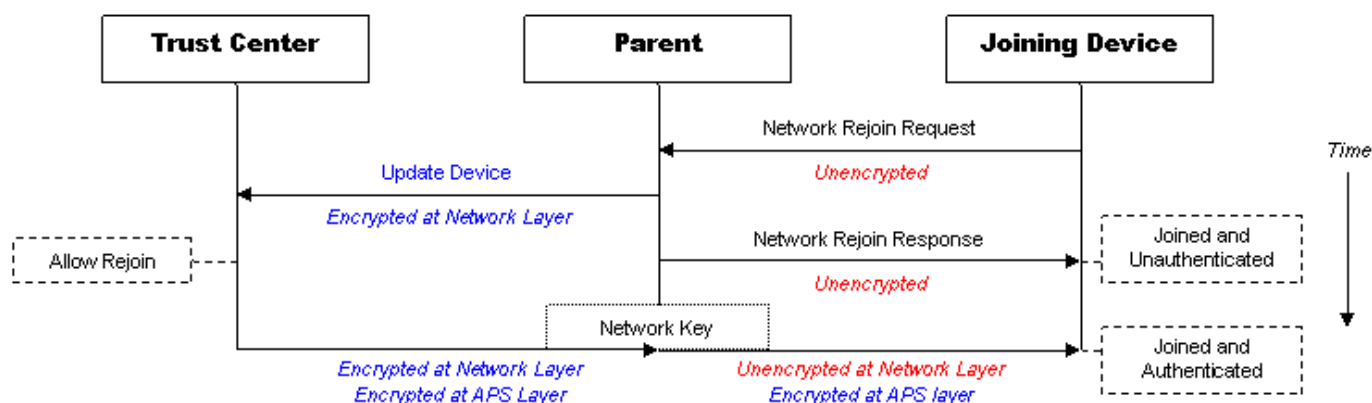 Trust Center
Parent
Joining Device
Network Rejoin Request
Time
Update Device
Unencrypted
Encrypted at Network Layer
Network Rejoin Response
Joined and
Unauthenticated
Allow Rejoin
Unencrypted
Network Key
Joined and
Authenticated
Encrypted at Network Layer
Unencrypted at Network Layer
Encrypted at APS Layer
Encrypted at APS layer